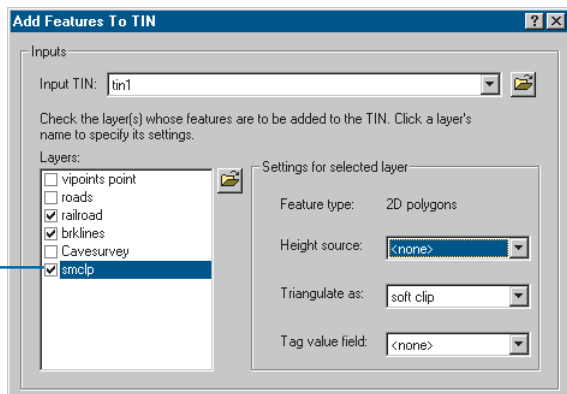 Add Features To TIN
Inputs
Input TIN: tin1
Check the layer(s) whose features are to be added to the TIN. Click a layer's
name to specify its settings.
Layers:
vipoints point
roads
railroad
brklines
Cavesurvey
smclp
Settings for selected layer
Feature type: 2D polygons
Height source: <none>
Triangulate as: soft clip
Tag value field: <none>